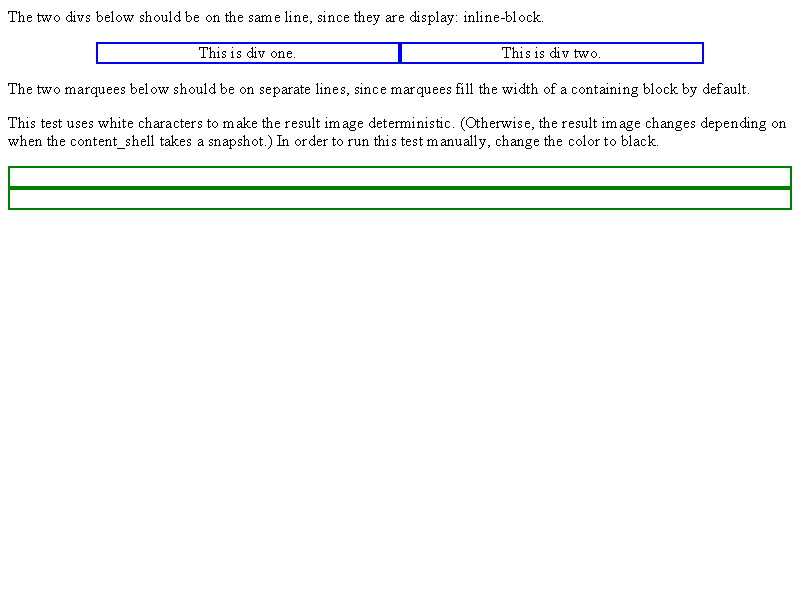 The two divs below should be on the same line, since they are display: inline-block.
This is div one. This is div two.
The two marquees below should be on separate lines, since marquees fill the width of a containing block by default.
This test uses white characters to make the result image deterministic. (Otherwise, the result image changes depending on
when the content_shell takes a snapshot.) In order to run this test manually, change the color to black.